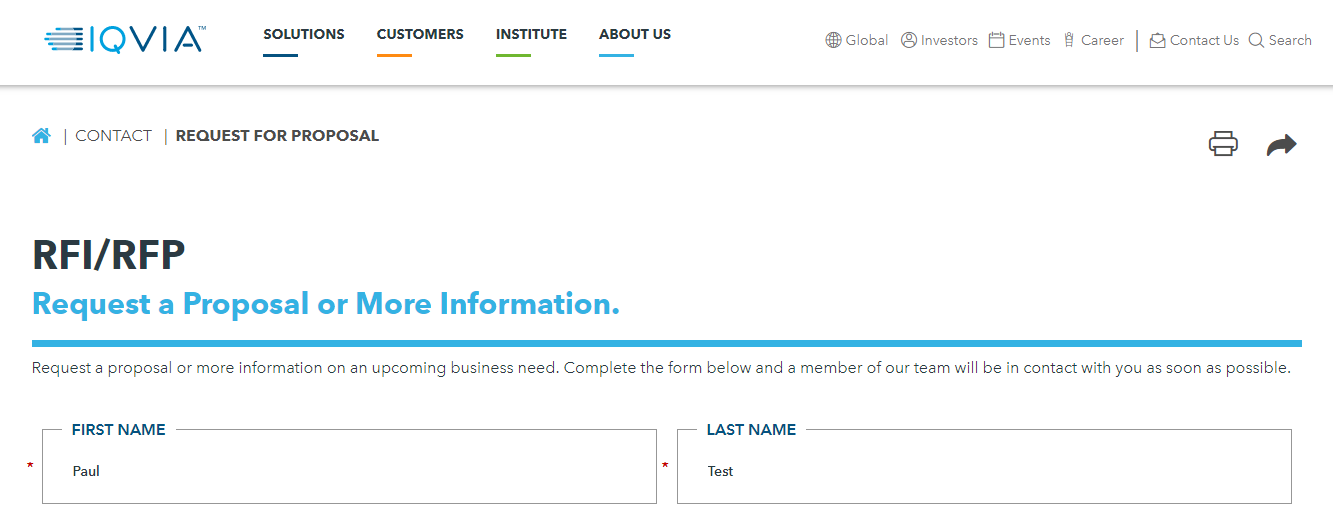 IQVIA™
SOLUTIONS CUSTOMERS INSTITUTE ABOUT US
Global Investors Events Career | Contact Us Search
| CONTACT | REQUEST FOR PROPOSAL
RFI/RFP
Request a Proposal or More Information.
Request a proposal or more information on an upcoming business need. Complete the form below and a member of our team will be in contact with you as soon as possible.
FIRST NAME LAST NAME
* Paul * Test